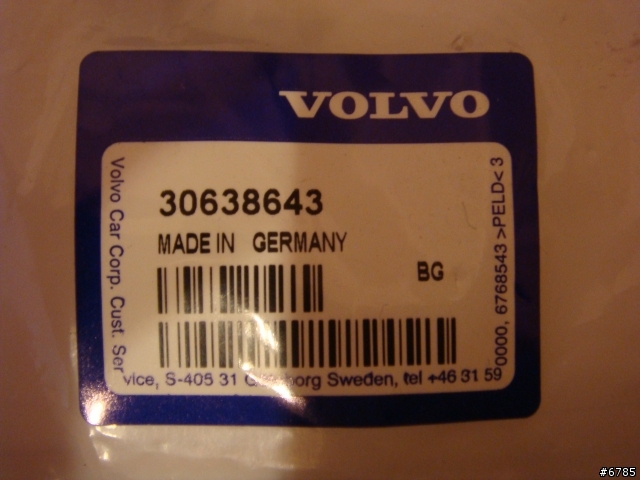 VOLVO
30638643
MADE IN GERMANY
BG
Volvo Car Corp. Cust. Ser
vice, S-405 31 Sweden, tel +46 31 59
0000, 6768543 >PELD< 3
#6785